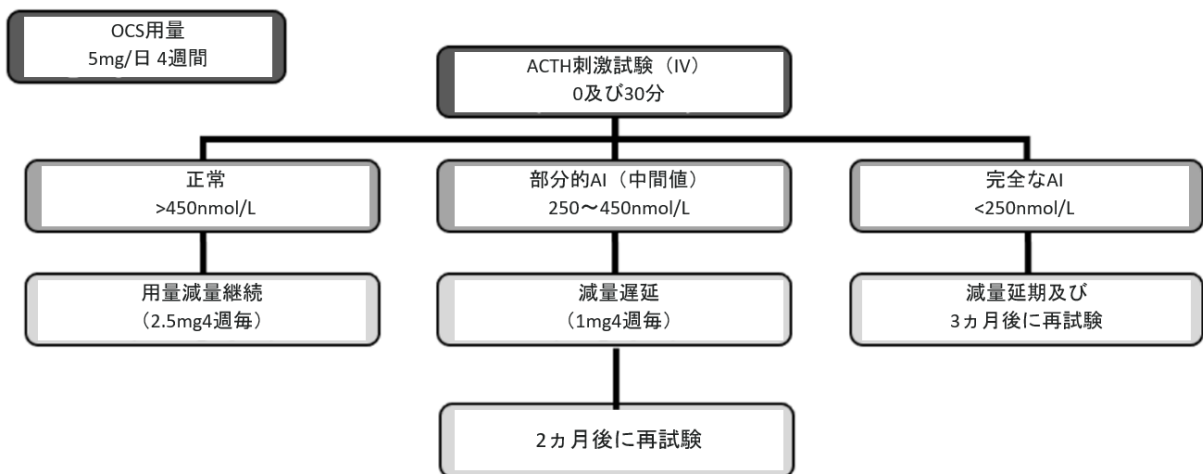 OCS用量
5mg/日 4週間
ACTH刺激試験（IV）
0及び30分
正常
>450nmol/L
部分的AI（中間値）
250〜450nmol/L
完全なAI
<250nmol/L
用量減量継続
（2.5mg4週毎）
減量遅延
（1mg4週毎）
減量延期及び
3ヵ月後に再試験
2ヵ月後に再試験